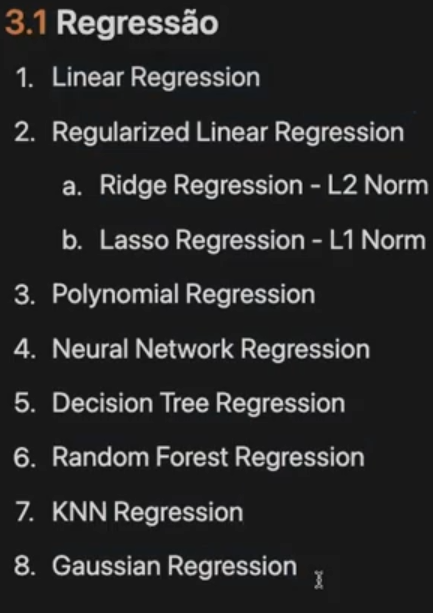 3.1 Regressão
1. Linear Regression
2. Regularized Linear Regression
a. Ridge Regression - L2 Norm
b. Lasso Regression - L1 Norm
3. Polynomial Regression
4. Neural Network Regression
5. Decision Tree Regression
6. Random Forest Regression
7. KNN Regression
8. Gaussian Regression